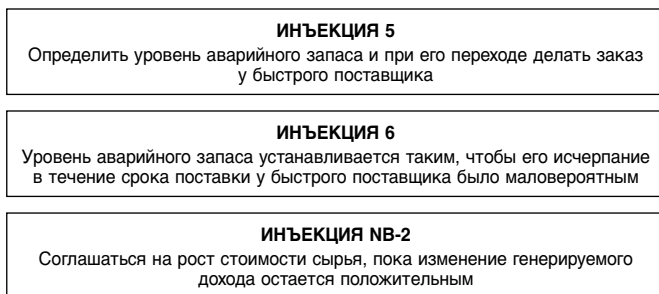 ИНЪЕКЦИЯ 5
Определить уровень аварийного запаса и при его переходе делать заказ
у быстрого поставщика
ИНЪЕКЦИЯ 6
Уровень аварийного запаса устанавливается таким, чтобы его исчерпание
в течение срока поставки у быстрого поставщика было маловероятным
ИНЪЕКЦИЯ NB-2
Соглашаться на рост стоимости сырья, пока изменение генерируемого
дохода остается положительным